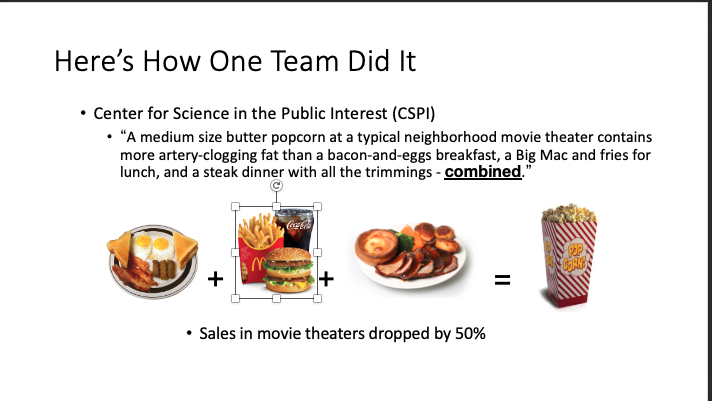 Here’s How One Team Did It
• Center for Science in the Public Interest (CSPI)
• “A medium size butter popcorn at a typical neighborhood movie theater contains
more artery-clogging fat than a bacon-and-eggs breakfast, a Big Mac and fries for
lunch, and a steak dinner with all the trimmings - combined.”
Coca-Cola
POP
CORN
+
+
=
• Sales in movie theaters dropped by 50%